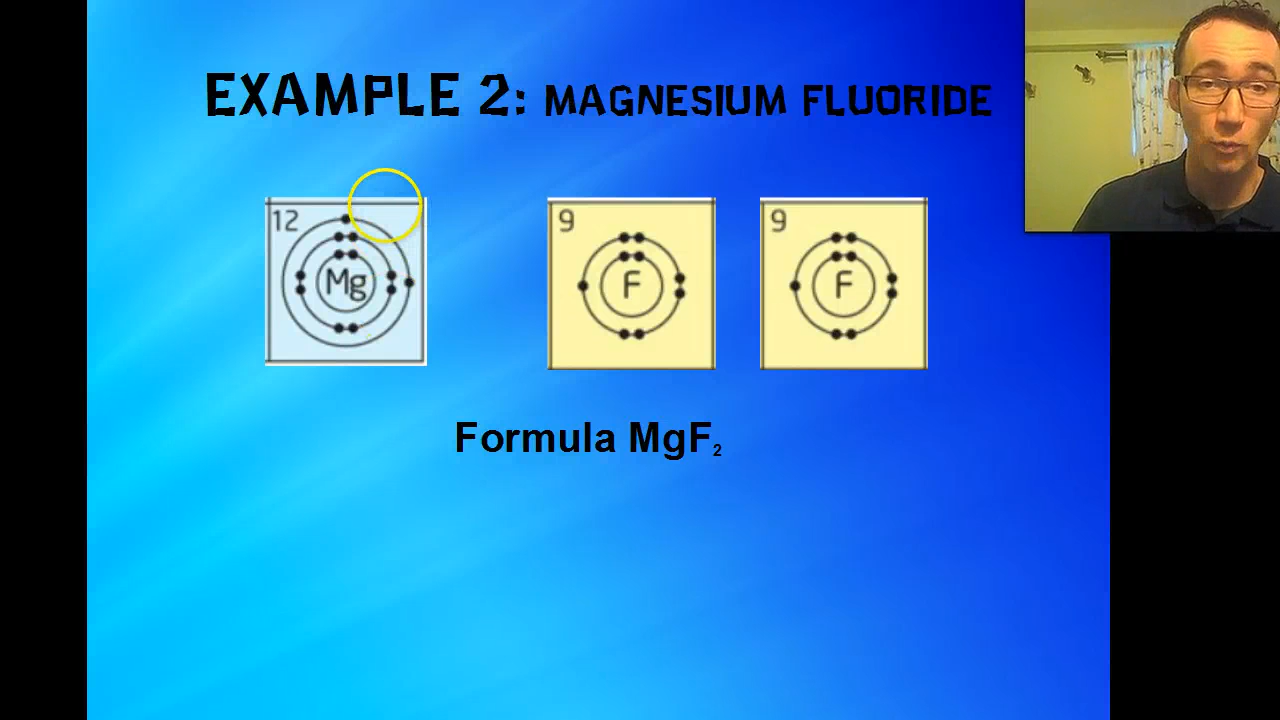 EXAMPLE 2: MAGNESIUM FLUORIDE
12
Mg
9
F
9
F
Formula MgF₂